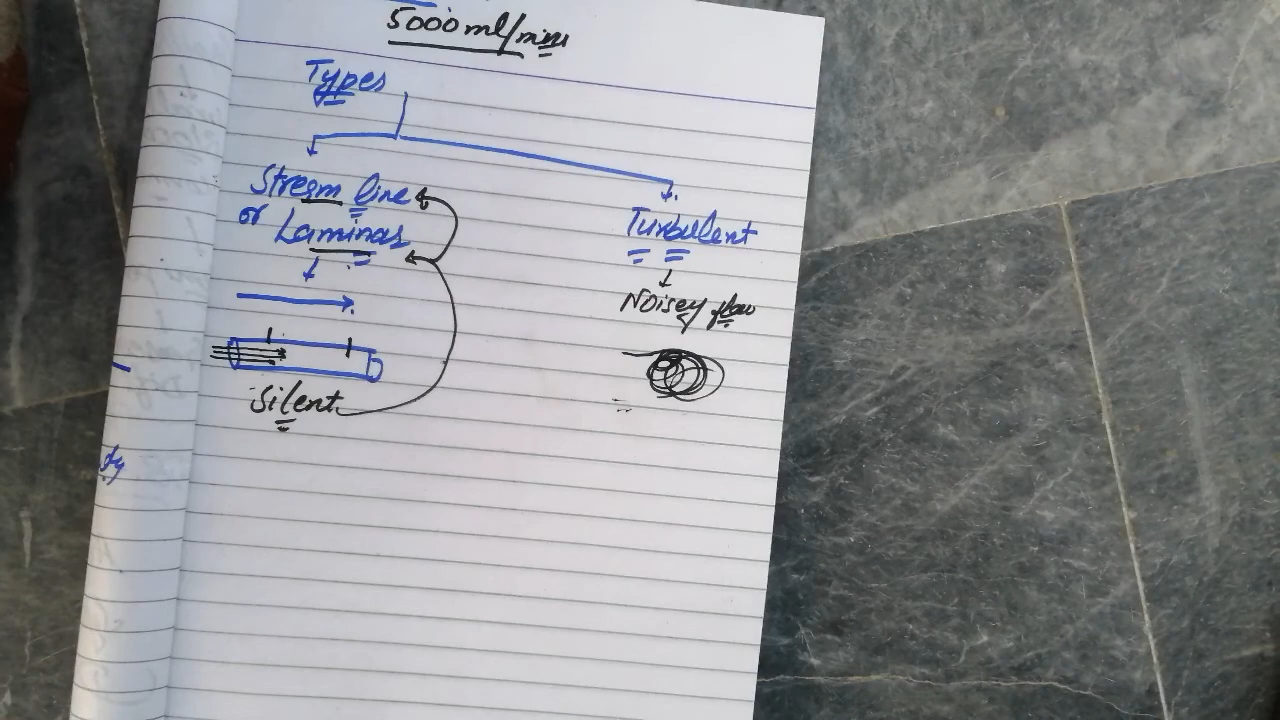 5000ml/min
Types
Stream line
or
Laminar
Silent
Turbulent
Noisey flow